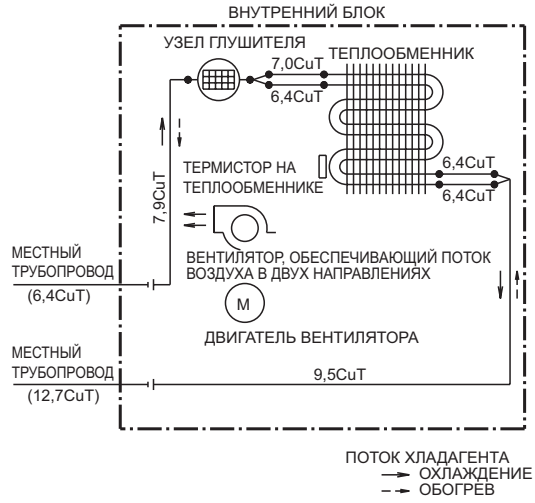 ВНУТРЕННИЙ БЛОК
УЗЕЛ ГЛУШИТЕЛЯ
ТЕПЛООБМЕННИК
7,0CuT
6,4CuT
7,9CuT
ТЕРМИСТОР НА
ТЕПЛООБМЕННИКЕ
6,4CuT
6,4CuT
ВЕНТИЛЯТОР, ОБЕСПЕЧИВАЮЩИЙ ПОТОК
ВОЗДУХА В ДВУХ НАПРАВЛЕНИЯХ
МЕСТНЫЙ
ТРУБОПРОВОД
(6,4CuT)
M
ДВИГАТЕЛЬ ВЕНТИЛЯТОРА
МЕСТНЫЙ
ТРУБОПРОВОД
(12,7CuT)
9,5CuT
ПОТОК ХЛАДАГЕНТА
ОХЛАЖДЕНИЕ
ОБОГРЕВ